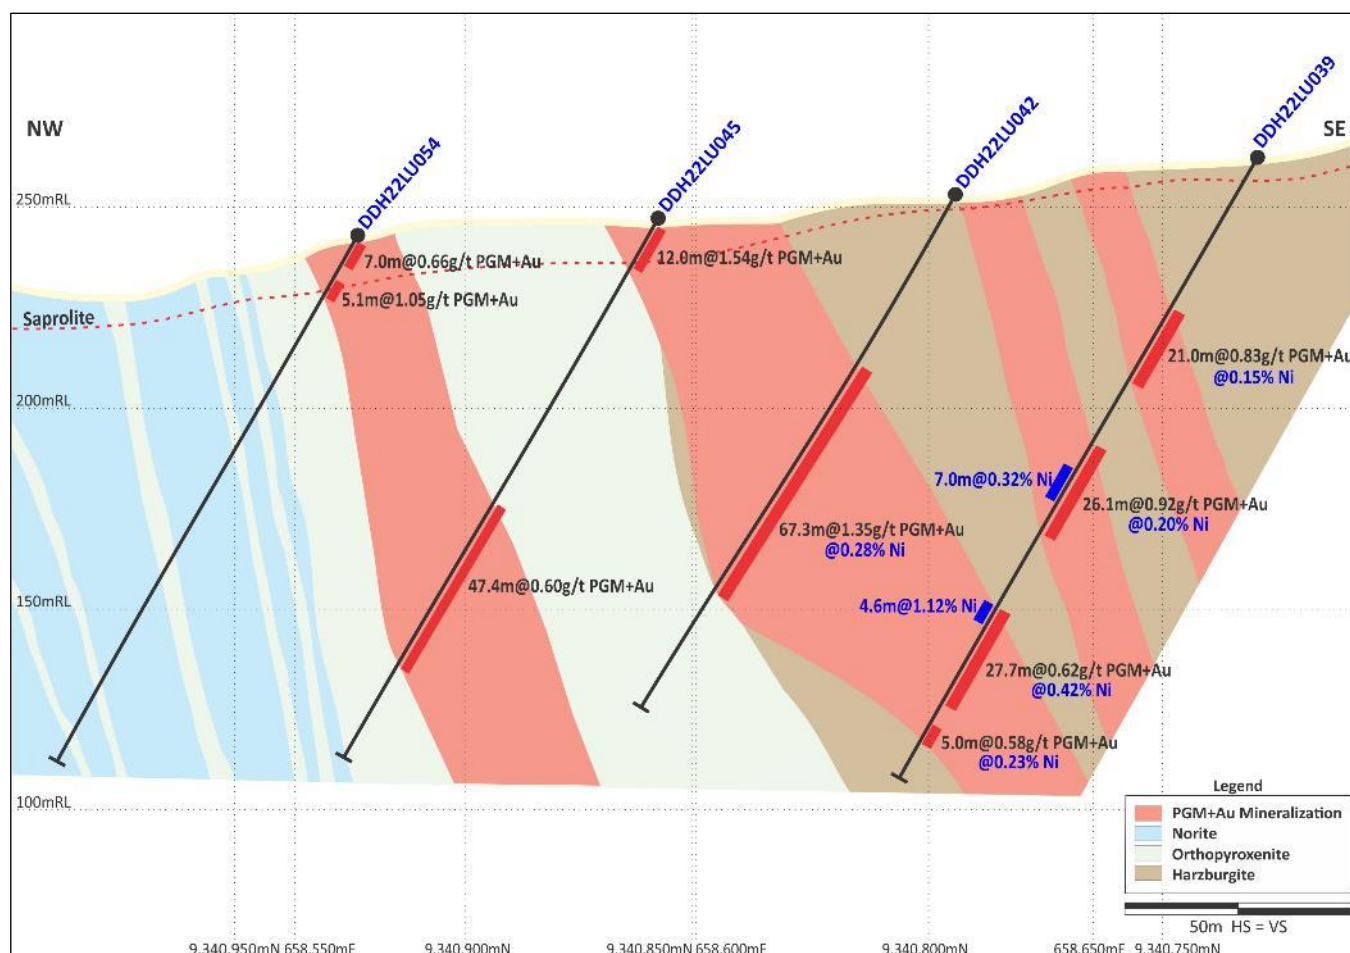 NW
SE
DDH22LU054
DDH22LU045
DDH22LU042
DDH22LU039
250mRL
7.0m@0.66g/t PGM+Au
12.0m@1.54g/t PGM+Au
5.1m@1.05g/t PGM+Au
Saprolite
21.0m@0.83g/t PGM+Au
@0.15% Ni
200mRL
7.0m@0.32% Ni
26.1m@0.92g/t PGM+Au
@0.20% Ni
67.3m@1.35g/t PGM+Au
@0.28% Ni
47.4m@0.60g/t PGM+Au
150mRL
4.6m@1.12% Ni
27.7m@0.62g/t PGM+Au
@0.42% Ni
5.0m@0.58g/t PGM+Au
@0.23% Ni
100mRL
Legend
PGM+Au Mineralization
Norite
Orthopyroxenite
Harzburgite
50m HS = VS
9.340.950mN 658.550mE 9.340.900mN 9.340.850mN 658.600mE 9.340.800mN 658.650mE 9.340.750mN